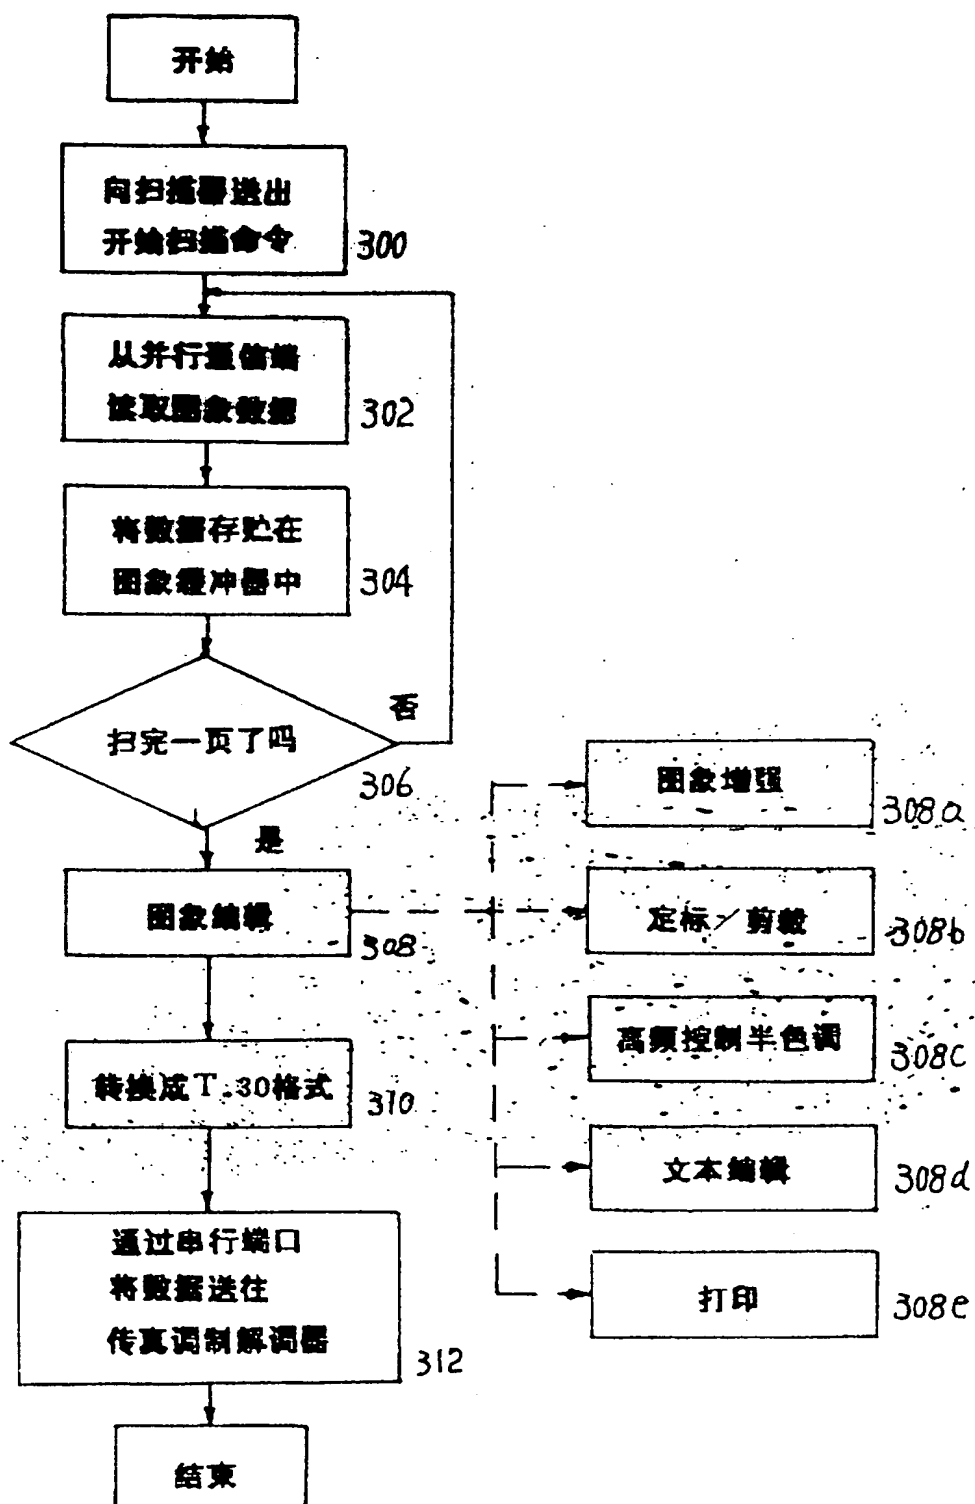 开始
向扫描器送出
开始扫描命令
300
从并行通信端
读取图象数据
302
将数据存贮在
图象缓冲器中
304
扫完一页了吗
否
306
是
图象编辑
308
图象增强
308a
定标/剪裁
308b
高频控制半色调
308c
文本编辑
308d
打印
308e
转换成T.30格式
310
通过串行端口
将数据送往
传真调制解调器
312
结束